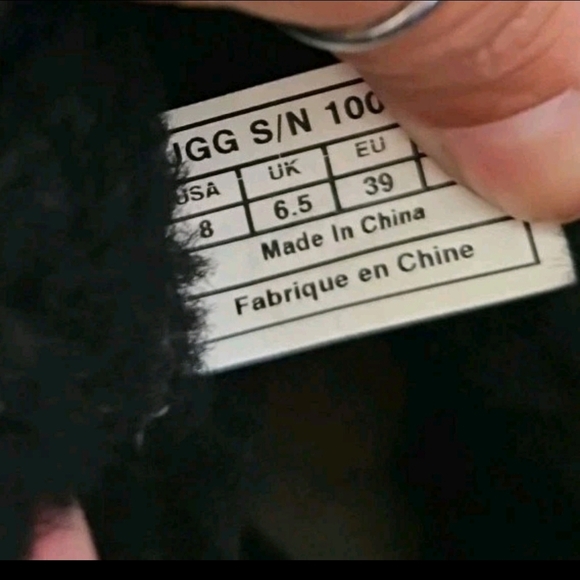 UGG S/N 100
USA UK EU
8 6.5 39
Made In China
Fabrique en Chine